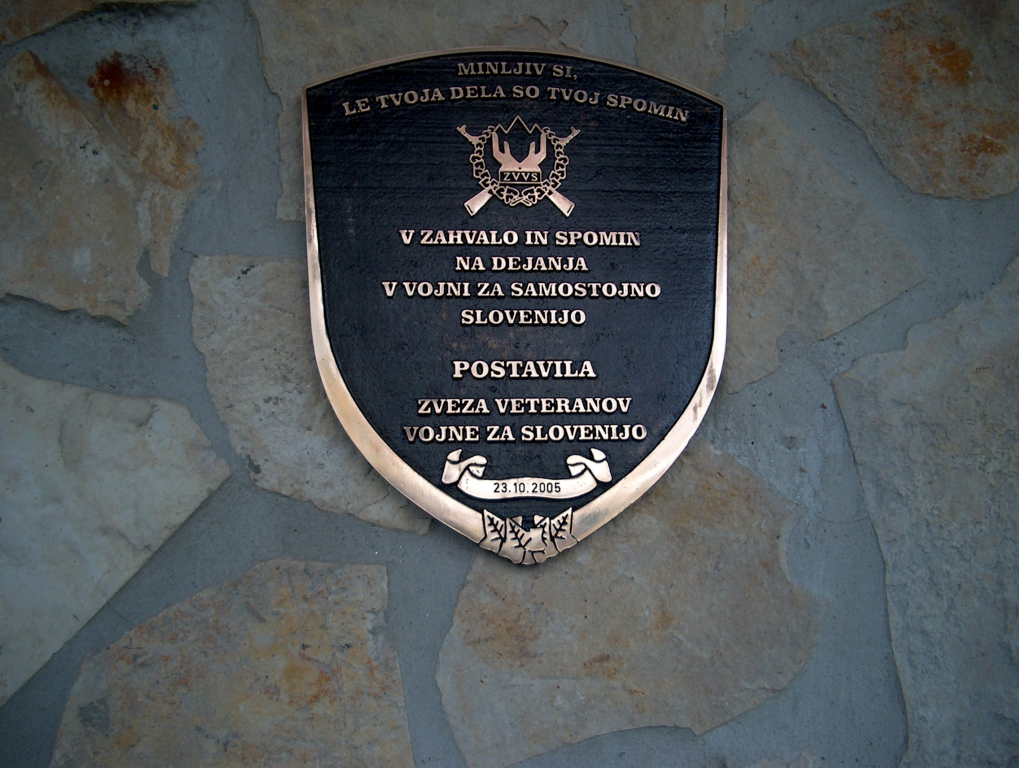 MINLJIV SI,
LE TVOJA DELA SO TVOJ SPOMIN
ZVVS
V ZAHVALO IN SPOMIN
NA DEJANJA
V VOJNI ZA SAMOSTOJNO
SLOVENIJO
POSTAVILA
ZVEZA VETERANOV
VOJNE ZA SLOVENIJO
23.10.2005